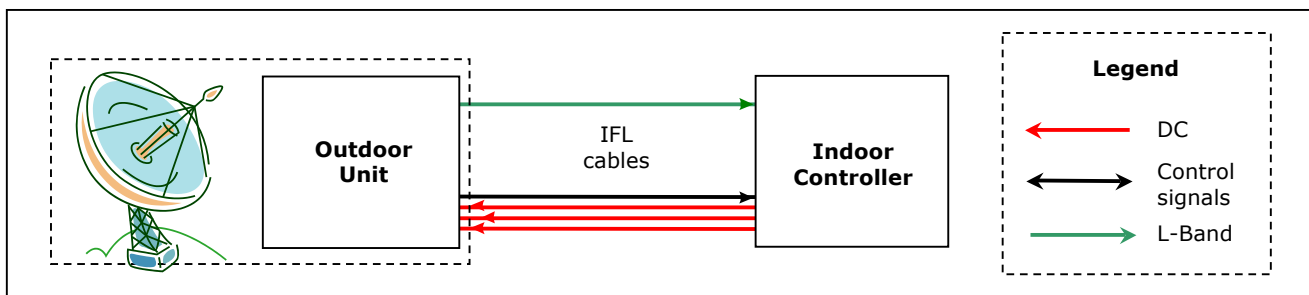 Outdoor
Unit
IFL
cables
Indoor
Controller
Legend
DC
Control
signals
L-Band